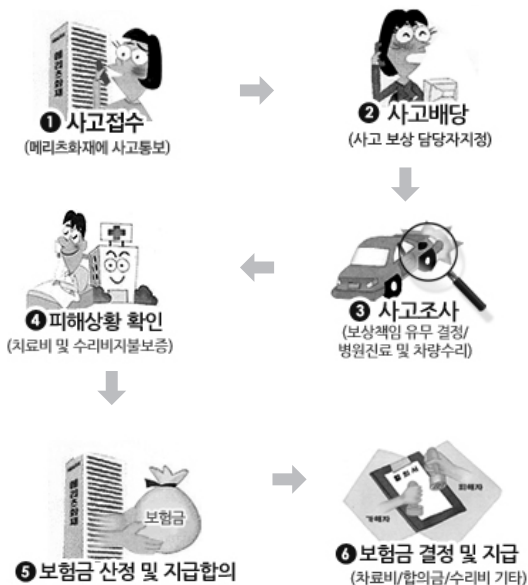 메리츠화재
❶ 사고접수
(메리츠화재에 사고통보)
❷ 사고배당
(사고 보상 담당자지정)
❸ 사고조사
(보상책임 유무 결정/
병원진료 및 차량수리)
❹ 피해상황 확인
(치료비 및 수리비지불보증)
메리츠화재
보험금
❺ 보험금 산정 및 지급합의
합의서
피해자
가해자
❻ 보험금 결정 및 지급
(차료비/합의금/수리비 기타)